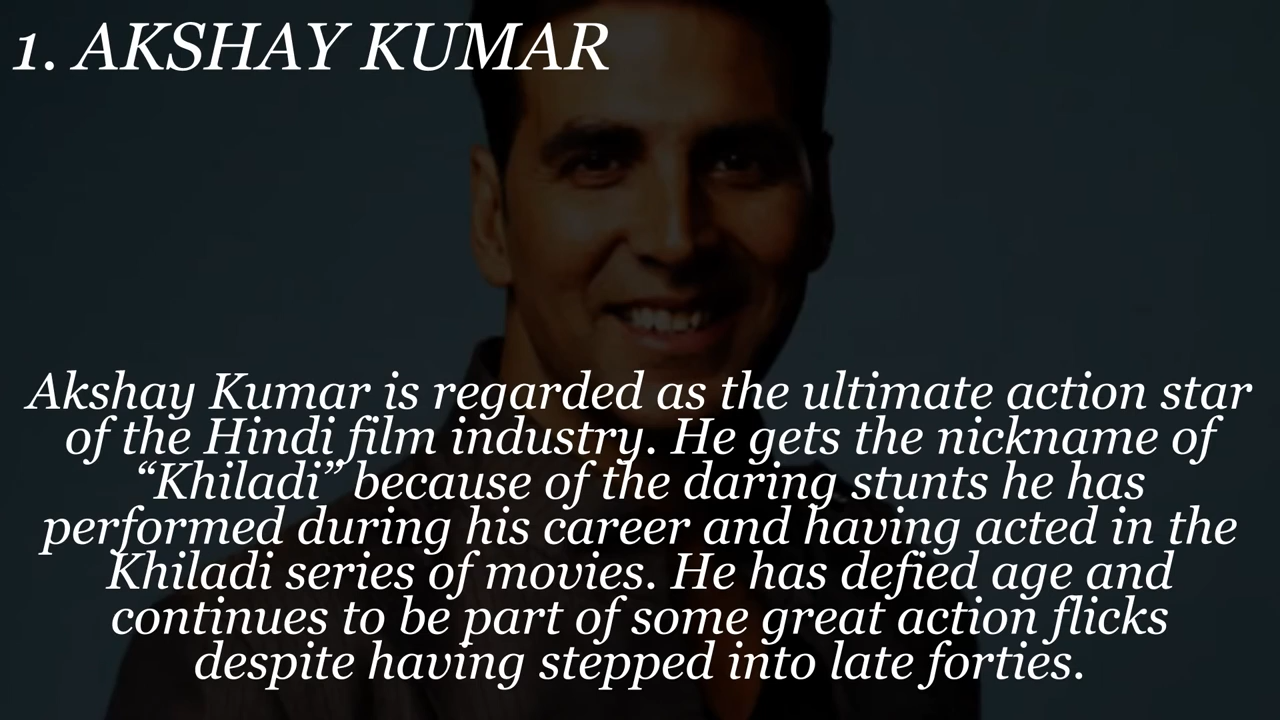 1. AKSHAY KUMAR
Akshay Kumar is regarded as the ultimate action star
of the Hindi film industry. He gets the nickname of
“Khiladi” because of the daring stunts he has
performed during his career and having acted in the
Khiladi series of movies. He has defied age and
continues to be part of some great action flicks
despite having stepped into late forties.